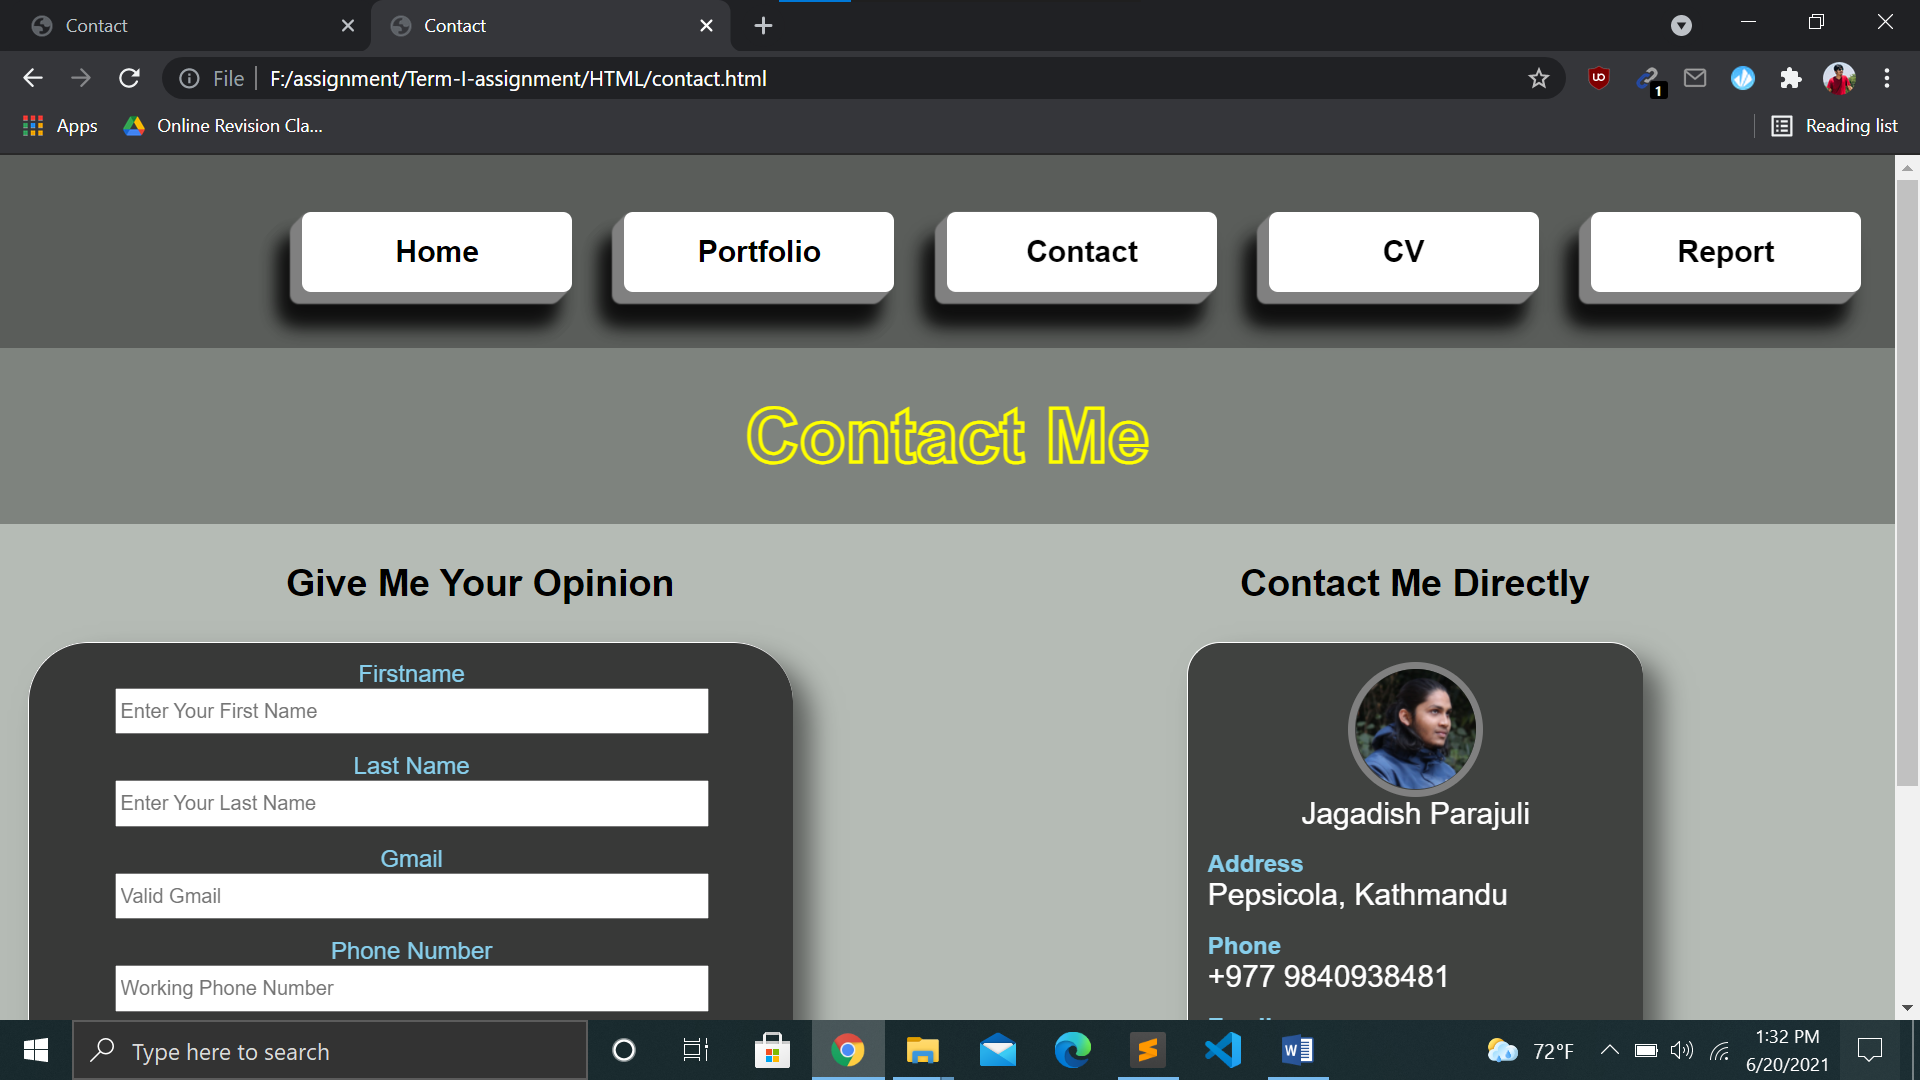 Contact
Contact
File
F:/assignment/Term-I-assignment/HTML/contact.html
1
Apps
Online Revision Cla...
Reading list
Home
Portfolio
Contact
CV
Report
Contact Me
Give Me Your Opinion
Contact Me Directly
Firstname
Enter Your First Name
Last Name
Enter Your Last Name
Gmail
Valid Gmail
Phone Number
Working Phone Number
Jagadish Parajuli
Address
Pepsicola, Kathmandu
Phone
+977 9840938481
Type here to search
72°F
1:32 PM
6/20/2021